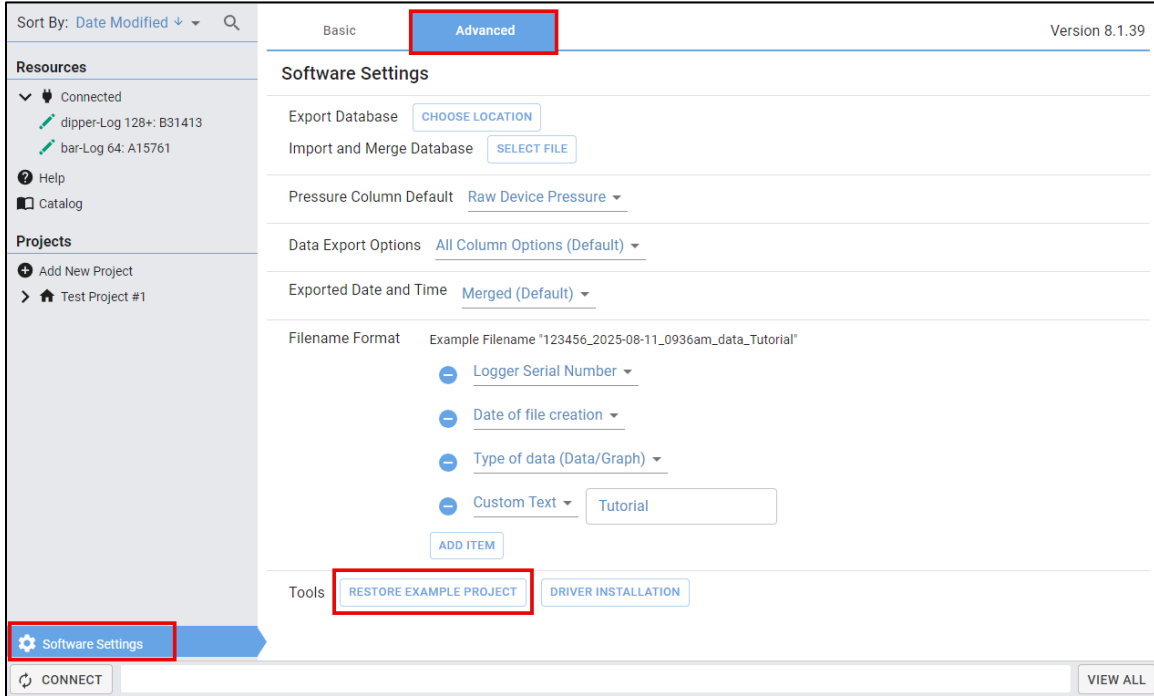 Sort By: Date Modified
Basic
Advanced
Version 8.1.39
Resources
Connected
dipper-Log 128+: B31413
bar-Log 64: A15761
Help
Catalog
Projects
Add New Project
Test Project #1
Software Settings
CONNECT
Software Settings
Export Database CHOOSE LOCATION
Import and Merge Database SELECT FILE
Pressure Column Default Raw Device Pressure
Data Export Options All Column Options (Default)
Exported Date and Time Merged (Default)
Filename Format Example Filename "123456_2025-08-11_0936am_data_Tutorial"
Logger Serial Number
Date of file creation
Type of data (Data/Graph)
Custom Text Tutorial
ADD ITEM
Tools RESTORE EXAMPLE PROJECT DRIVER INSTALLATION
VIEW ALL